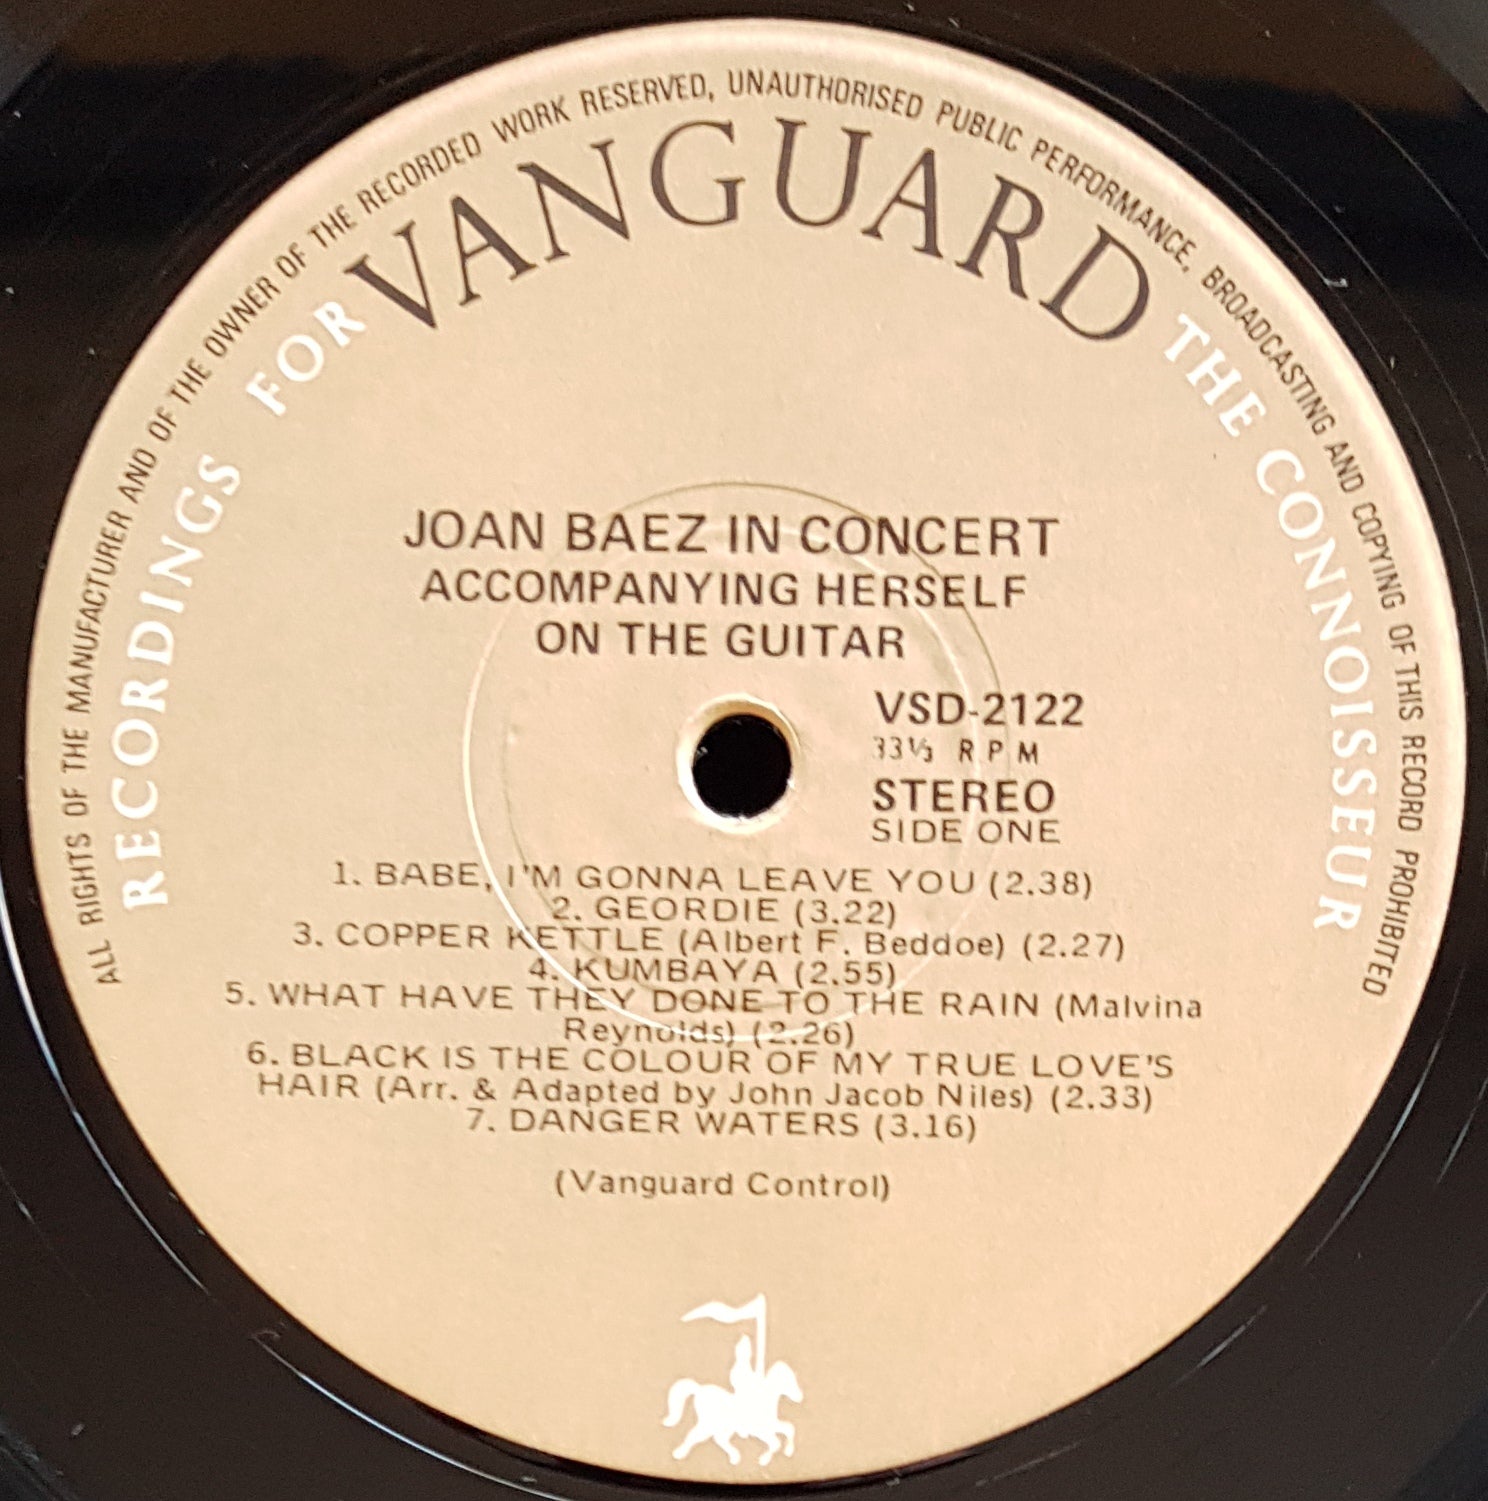 ALL RIGHTS OF THE MANUFACTURER AND OF THE OWNER OF THE RECORDED WORK RESERVED, UNAUTHORISED PUBLIC PERFORMANCE, BROADCASTING AND COPYING OF THIS RECORD PROHIBITED
RECORDINGS FOR VANGUARD THE CONNOISSEUR
JOAN BAEZ IN CONCERT
ACCOMPANYING HERSELF
ON THE GUITAR
VSD-2122
33⅓ RPM
STEREO
SIDE ONE
1. BABE, I'M GONNA LEAVE YOU (2.38)
2. GEORDIE (3.22)
3. COPPER KETTLE (Albert F. Beddoe) (2.27)
4. KUMBAYA (2.55)
5. WHAT HAVE THEY DONE TO THE RAIN (Malvina
Reynolds) (2.26)
6. BLACK IS THE COLOUR OF MY TRUE LOVE'S
HAIR (Arr. & Adapted by John Jacob Niles) (2.33)
7. DANGER WATERS (3.16)
(Vanguard Control)